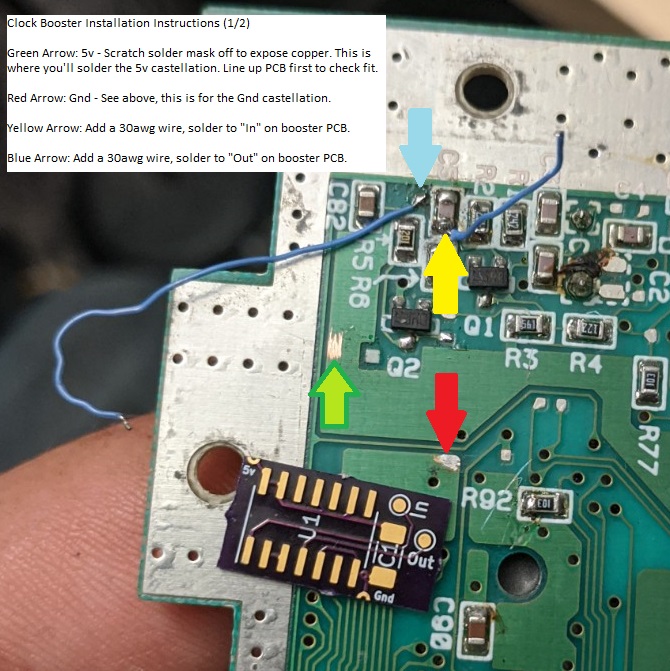 Clock Booster Installation Instructions (1/2)
Green Arrow: 5v - Scratch solder mask off to expose copper. This is
where you'll solder the 5v castellation. Line up PCB first to check fit.
Red Arrow: Gnd - See above, this is for the Gnd castellation.
Yellow Arrow: Add a 30awg wire, solder to "In" on booster PCB.
Blue Arrow: Add a 30awg wire, solder to "Out" on booster PCB.
C82
R5
R6
Q1
Q2
R3
R4
195
R77
103
R92
103
5v
U1
C1
In
Out
Gnd
C90